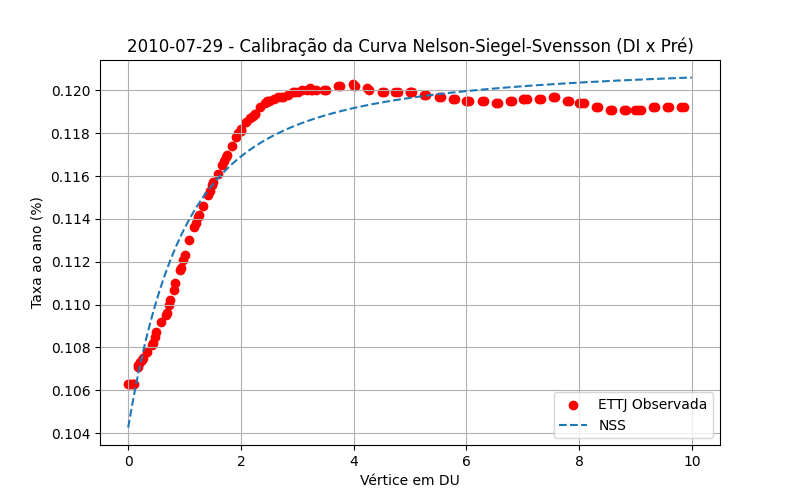 2010-07-29 - Calibração da Curva Nelson-Siegel-Svensson (DI x Pré)
Taxa ao ano (%)
0.120
0.118
0.116
0.114
0.112
0.110
0.108
0.106
0.104
ETTJ Observada
NSS
0 2 4 6 8 10
Vértice em DU